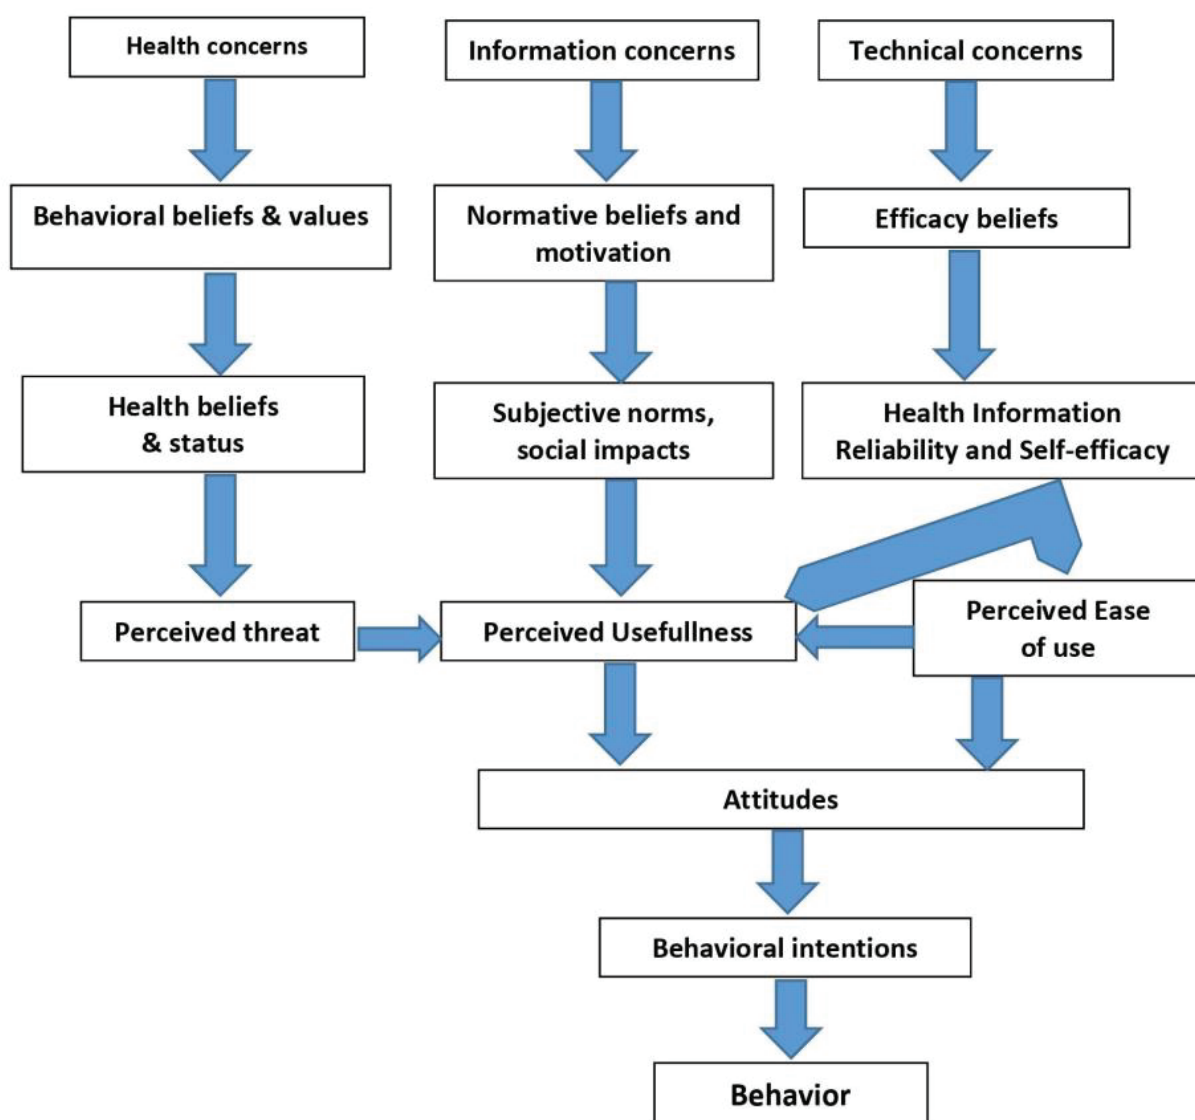 Health concerns
Information concerns
Technical concerns
Behavioral beliefs & values
Normative beliefs and
motivation
Efficacy beliefs
Health beliefs
& status
Subjective norms,
social impacts
Health Information
Reliability and Self-efficacy
Perceived threat
Perceived Usefullness
Perceived Ease
of use
Attitudes
Behavioral intentions
Behavior